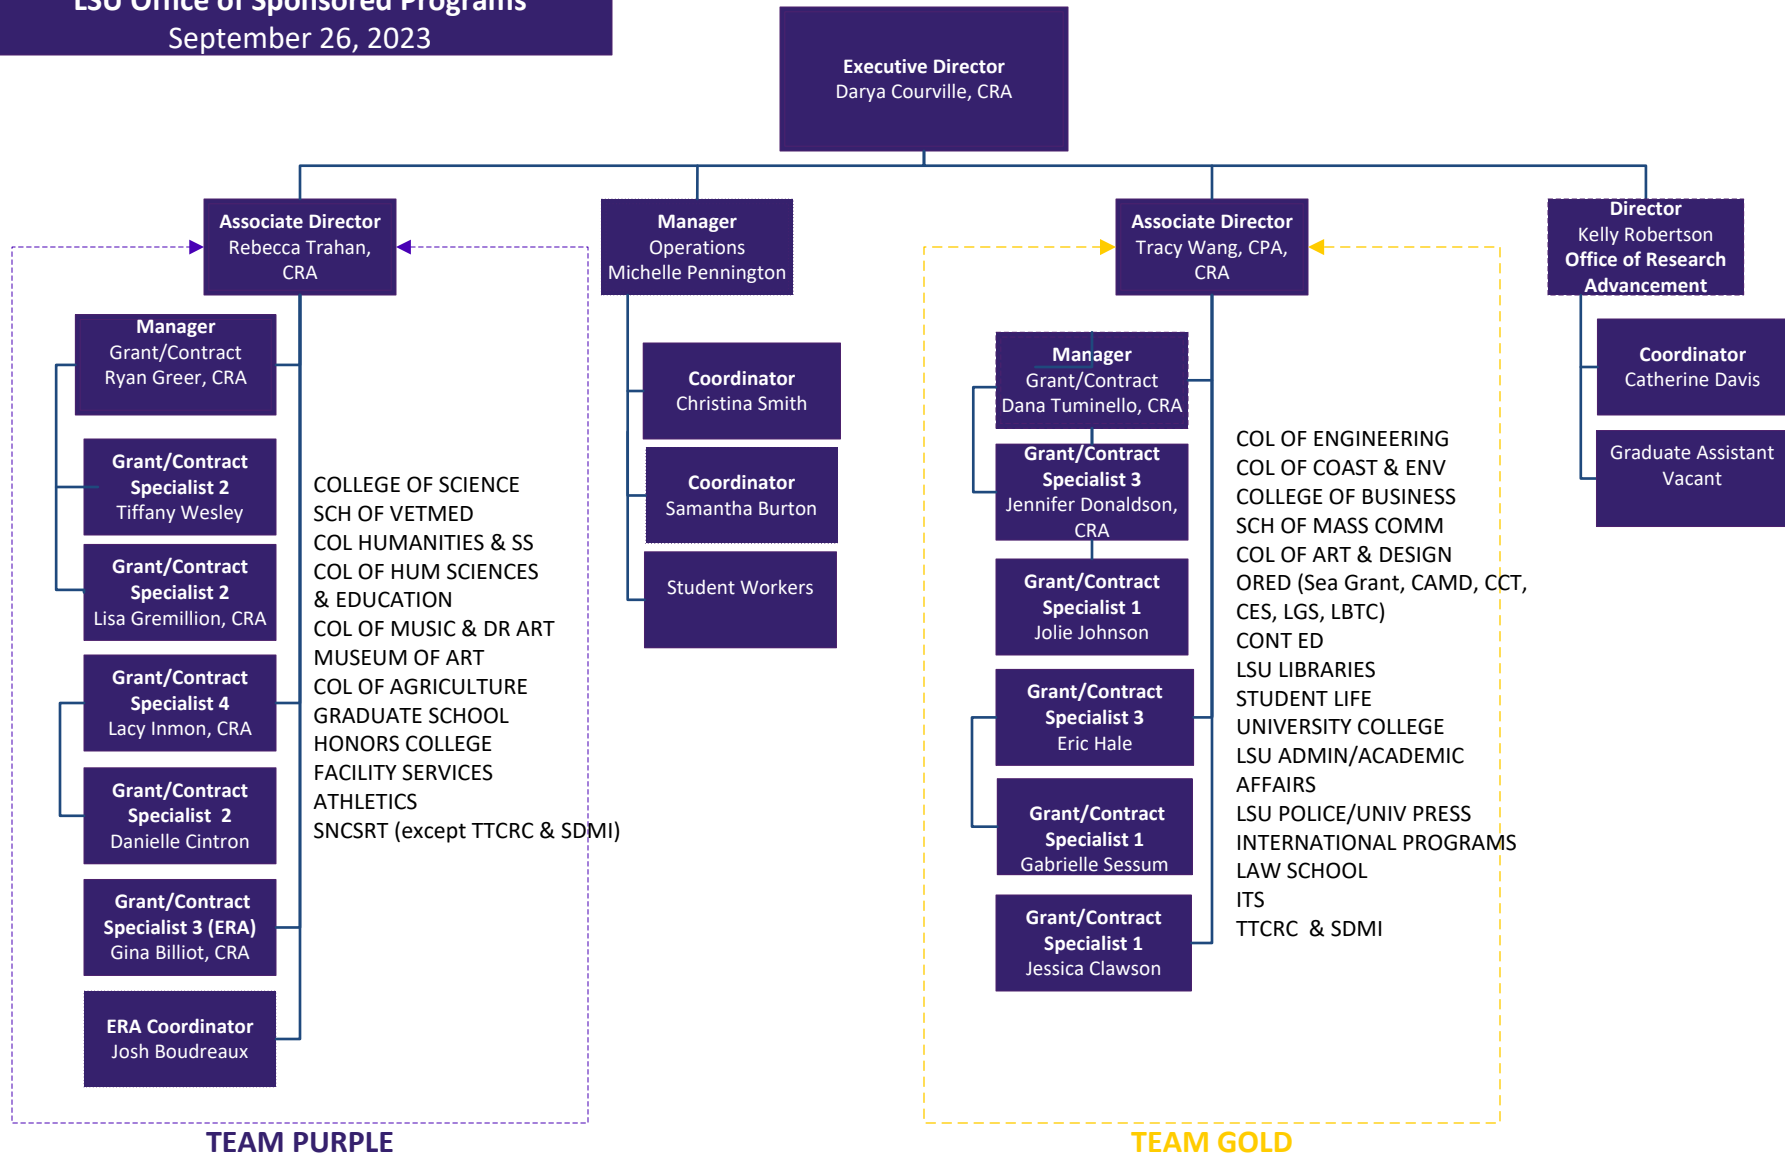 LSU Office of Sponsored Programs
September 26, 2023
Executive Director
Darya Courville, CRA
Associate Director
Rebecca Trahan,
CRA
Manager
Operations
Michelle Pennington
Associate Director
Tracy Wang, CPA,
CRA
Director
Kelly Robertson
Office of Research
Advancement
Manager
Grant/Contract
Ryan Greer, CRA
Grant/Contract
Specialist 2
Tiffany Wesley
Grant/Contract
Specialist 2
Lisa Gremillion, CRA
Grant/Contract
Specialist 4
Lacy Inmon, CRA
Grant/Contract
Specialist 2
Danielle Cintron
Grant/Contract
Specialist 3 (ERA)
Gina Billiot, CRA
ERA Coordinator
Josh Boudreaux
COLLEGE OF SCIENCE
SCH OF VETMED
COL HUMANITIES & SS
COL OF HUM SCIENCES
& EDUCATION
COL OF MUSIC & DR ART
MUSEUM OF ART
COL OF AGRICULTURE
GRADUATE SCHOOL
HONORS COLLEGE
FACILITY SERVICES
ATHLETICS
SNCSRT (except TTCRC & SDMI)
TEAM PURPLE
Coordinator
Christina Smith
Coordinator
Samantha Burton
Student Workers
Manager
Grant/Contract
Dana Tuminello, CRA
Grant/Contract
Specialist 3
Jennifer Donaldson,
CRA
Grant/Contract
Specialist 1
Jolie Johnson
Grant/Contract
Specialist 3
Eric Hale
Grant/Contract
Specialist 1
Gabrielle Sessum
Grant/Contract
Specialist 1
Jessica Clawson
COL OF ENGINEERING
COL OF COAST & ENV
COLLEGE OF BUSINESS
SCH OF MASS COMM
COL OF ART & DESIGN
ORED (Sea Grant, CAMD, CCT,
CES, LGS, LBTC)
CONT ED
LSU LIBRARIES
STUDENT LIFE
UNIVERSITY COLLEGE
LSU ADMIN/ACADEMIC
AFFAIRS
LSU POLICE/UNIV PRESS
INTERNATIONAL PROGRAMS
LAW SCHOOL
ITS
TTCRC & SDMI
TEAM GOLD
Coordinator
Catherine Davis
Graduate Assistant
Vacant